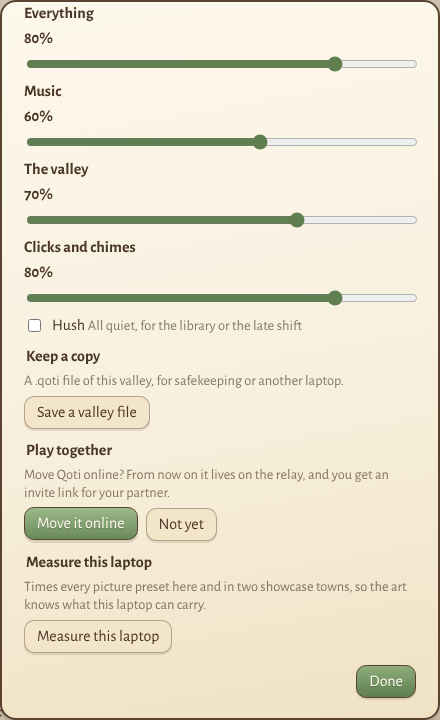 Everything
80%
Music
60%
The valley
70%
Clicks and chimes
80%
Hush All quiet, for the library or the late shift
Keep a copy
A .qoti file of this valley, for safekeeping or another laptop.
Save a valley file
Play together
Move Qoti online? From now on it lives on the relay, and you get an
invite link for your partner.
Move it online Not yet
Measure this laptop
Times every picture preset here and in two showcase towns, so the art
knows what this laptop can carry.
Measure this laptop
Done